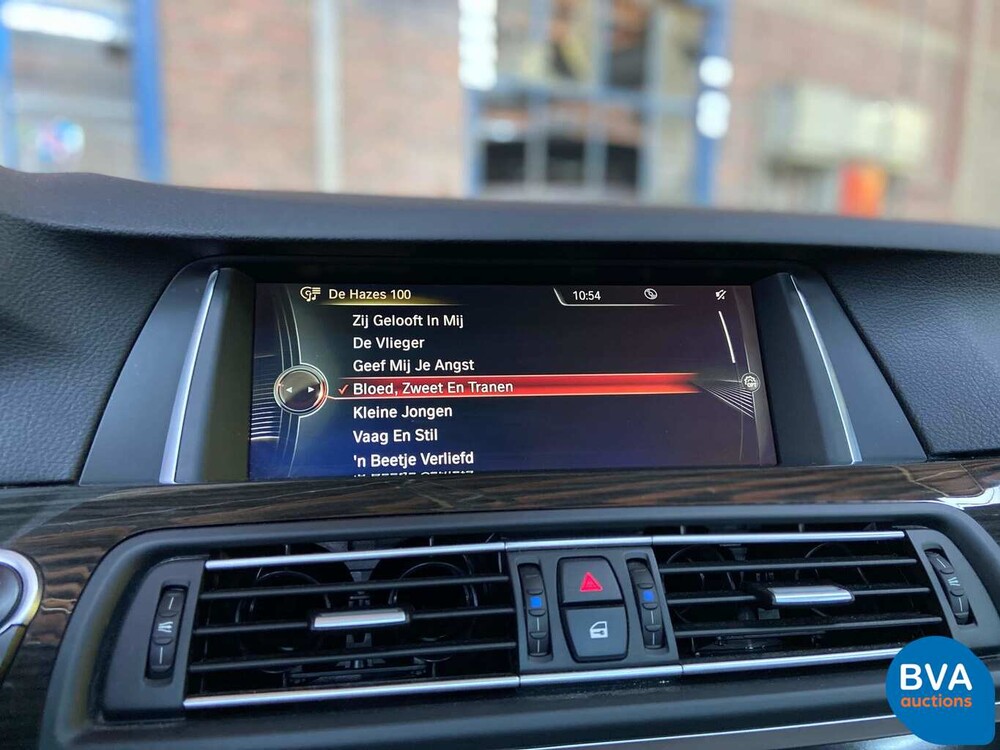 De Hazes 100
10:54
Zij Gelooft In Mij
De Vlieger
Geef Mij Je Angst
Bloed, Zweet En Tranen
Kleine Jongen
Vaag En Stil
'n Beetje Verliefd
OFF
BVA
auctions